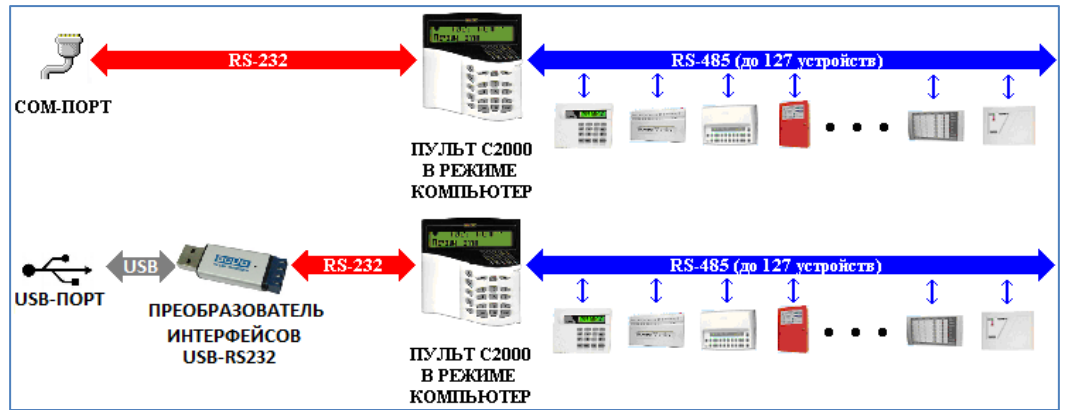 RS-232
RS-485 (до 127 устройств)
COM-ПОРТ
ПУЛЬТ С2000
В РЕЖИМЕ
КОМПЬЮТЕР
USB
RS-232
RS-485 (до 127 устройств)
USB-ПОРТ
ПРЕОБРАЗОВАТЕЛЬ
ИНТЕРФЕЙСОВ
USB-RS232
ПУЛЬТ С2000
В РЕЖИМЕ
КОМПЬЮТЕР